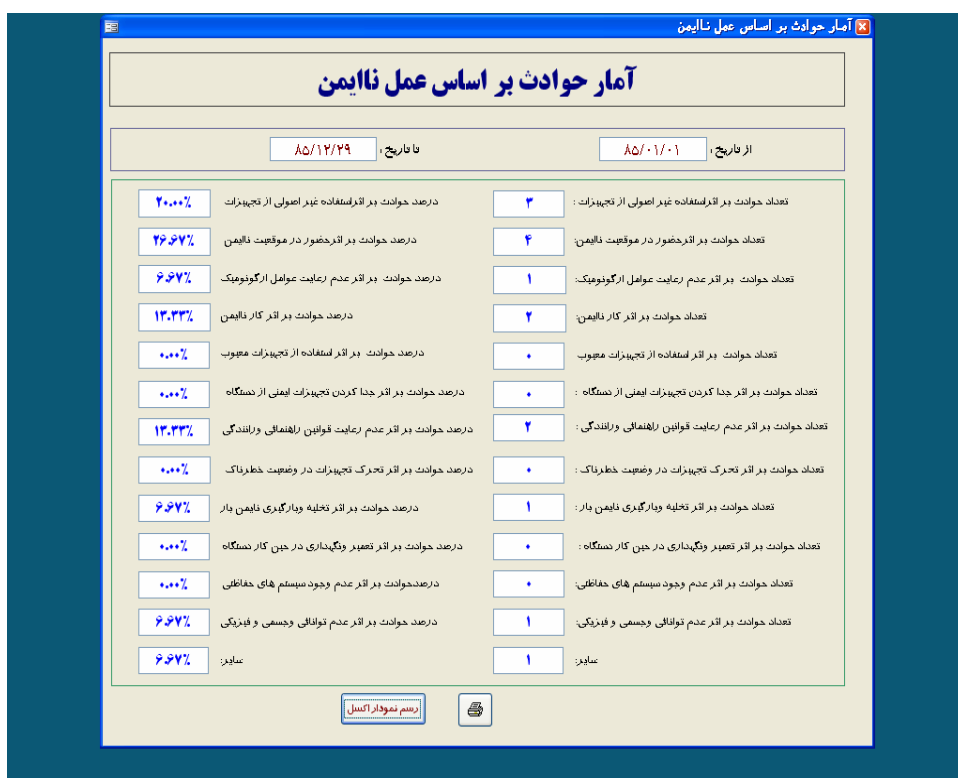 آمار حوادث بر اساس عمل ناایمن
آمار حوادث بر اساس عمل ناایمن
از تاریخ : ۸۵/۰۱/۰۱ تا تاریخ : ۸۵/۱۲/۲۹
تعداد حوادث بر اثراستفاده غیر اصولی از تجهیزات : ۳ درصد حوادث بر اثراستفاده غیر اصولی از تجهیزات ۲۰.۰۰%
تعداد حوادث بر اثرحضور در موقعیت ناایمن: ۴ درصد حوادث بر اثرحضور در موقعیت ناایمن ۲۶.۶۷%
تعداد حوادث بر اثر عدم رعایت عوامل ارگونومیک: ۱ درصد حوادث بر اثر عدم رعایت عوامل ارگونومیک ۶.۶۷%
تعداد حوادث بر اثر کار ناایمن: ۲ درصد حوادث بر اثر کار ناایمن ۱۳.۳۳%
تعداد حوادث بر اثر استفاده از تجهیزات معیوب ۰ درصد حوادث بر اثر استفاده از تجهیزات معیوب ۰.۰۰%
تعداد حوادث بر اثر جدا کردن تجهیزات ایمنی از دستگاه : ۰ درصد حوادث بر اثر جدا کردن تجهیزات ایمنی از دستگاه ۰.۰۰%
تعداد حوادث بر اثر عدم رعایت قوانین راهنمائی ورانندگی : ۲ درصد حوادث بر اثر عدم رعایت قوانین راهنمائی ورانندگی ۱۳.۳۳%
تعداد حوادث بر اثر تحرک تجهیزات در وضعیت خطرناک : ۰ درصد حوادث بر اثر تحرک تجهیزات در وضعیت خطرناک ۰.۰۰%
تعداد حوادث بر اثر تخلیه وبارگیری نایمن بار : ۱ درصد حوادث بر اثر تخلیه وبارگیری نایمن بار ۶.۶۷%
تعداد حوادث بر اثر تعمیر ونگهداری در حین کار دستگاه : ۰ درصد حوادث بر اثر تعمیر ونگهداری در حین کار دستگاه ۰.۰۰%
تعداد حوادث بر اثر عدم وجود سیستم های حفاظتی: ۰ درصدحوادث بر اثر عدم وجود سیستم های حفاظتی: ۰.۰۰%
تعداد حوادث بر اثر عدم توانائی وجسمی و فیزیکی: ۱ درصد حوادث بر اثر عدم توانائی وجسمی و فیزیکی ۶.۶۷%
سایر: ۱ سایر: ۶.۶۷%
رسم نمودار اکسل